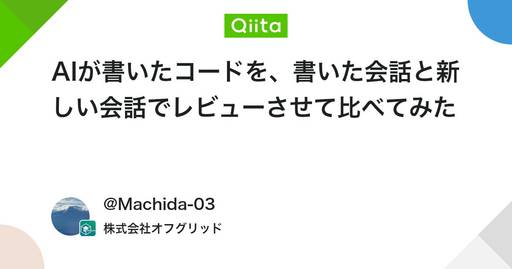 Qiita
AIが書いたコードを、書いた会話と新
しい会話でレビューさせて比べてみた
@Machida-03
株式会社オフグリッド